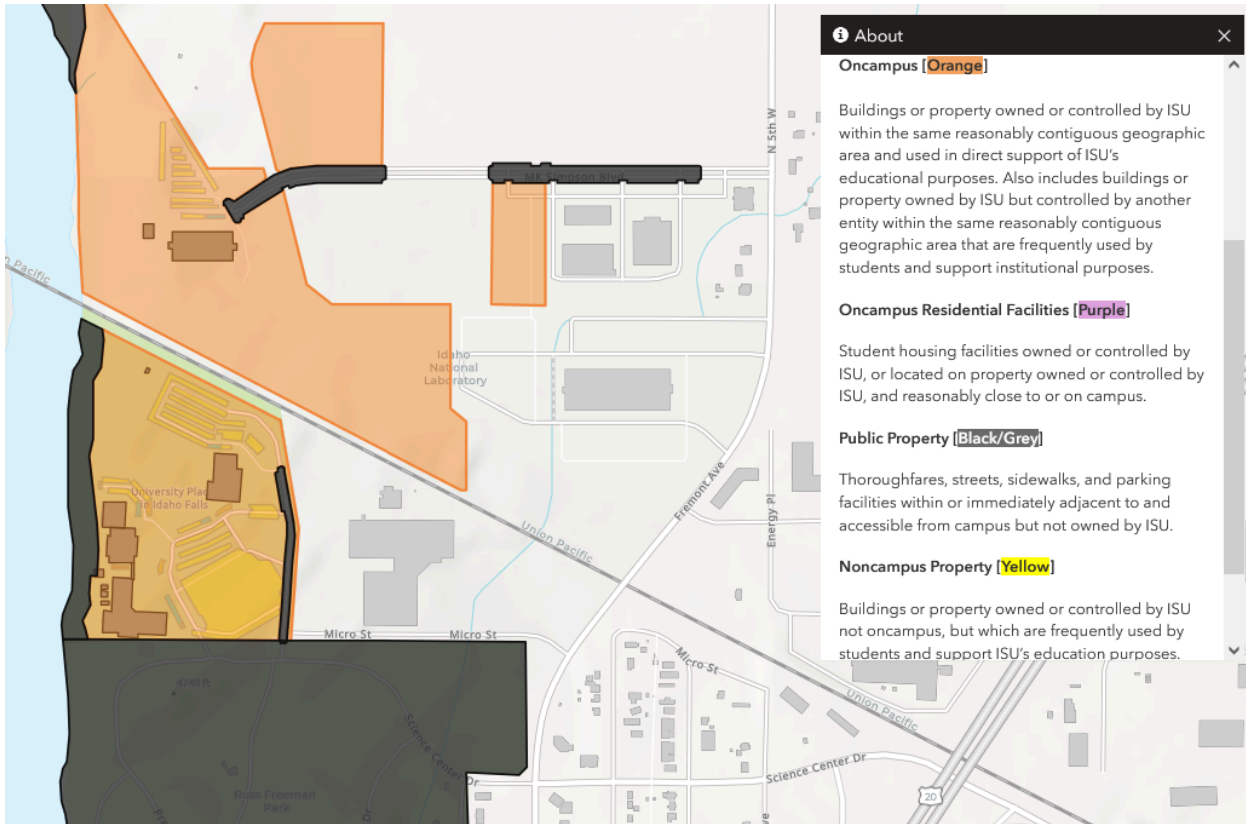 About
Oncampus [Orange]
Buildings or property owned or controlled by ISU
within the same reasonably contiguous geographic
area and used in direct support of ISU's
educational purposes. Also includes buildings or
property owned by ISU but controlled by another
entity within the same reasonably contiguous
geographic area that are frequently used by
students and support institutional purposes.
Oncampus Residential Facilities [Purple]
Student housing facilities owned or controlled by
ISU, or located on property owned or controlled by
ISU, and reasonably close to or on campus.
Public Property [Black/Grey]
Thoroughfares, streets, sidewalks, and parking
facilities within or immediately adjacent to and
accessible from campus but not owned by ISU.
Noncampus Property [Yellow]
Buildings or property owned or controlled by ISU
not oncampus, but which are frequently used by
students and support ISU's education purposes.
N 5th W
MK Simpson Blvd
n Pacific
Idaho
National
Laboratory
University Plac
in Idaho Falls
Fremont Ave
Energy Pl
Union Pacific
Micro St
Micro St
Micro St
4749 ft
Union Pacific
Science Center Dr
Science Center Dr
Russ Freeman
Park
Dr
20